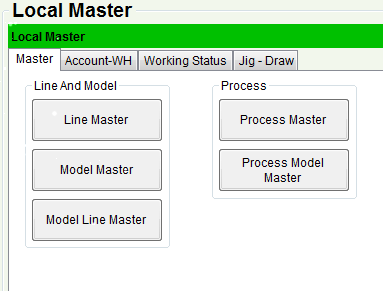 Local Master
Local Master
Master Account-WH Working Status Jig - Draw
Line And Model
Line Master
Model Master
Model Line Master
Process
Process Master
Process Model
Master